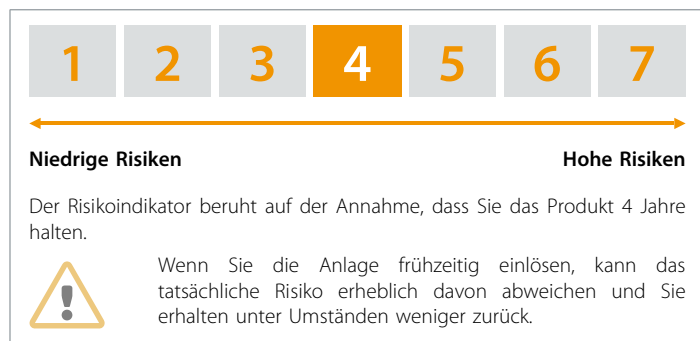 1 2 3 4 5 6 7
Niedrige Risiken Hohe Risiken
Der Risikoindikator beruht auf der Annahme, dass Sie das Produkt 4 Jahre
halten.
Wenn Sie die Anlage frühzeitig einlösen, kann das
tatsächliche Risiko erheblich davon abweichen und Sie
erhalten unter Umständen weniger zurück.